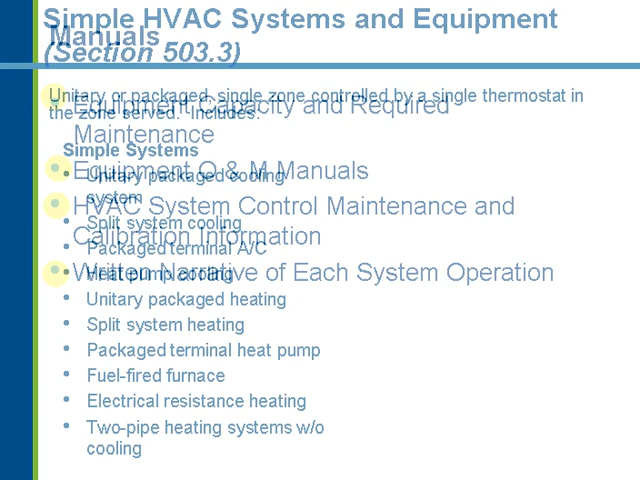 Simple HVAC Systems and Equipment
(Section 503.3)
Unitary or packaged, single zone controlled by a single thermostat in
the zone served. Includes:
Simple Systems
• Unitary packaged cooling
system
• Split system cooling
• Packaged terminal A/C
• Heat pump cooling
• Unitary packaged heating
• Split system heating
• Packaged terminal heat pump
• Fuel-fired furnace
• Electrical resistance heating
• Two-pipe heating systems w/o
cooling
Manuals
• Equipment Capacity and Required
Maintenance
• Equipment O & M Manuals
• HVAC System Control Maintenance and
Calibration Information
• Written Narrative of Each System Operation